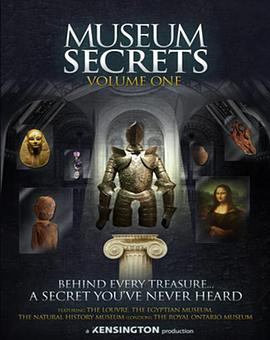 MUSEUM
SECRETS
VOLUME ONE
BEHIND EVERY TREASURE...
A SECRET YOU'VE NEVER HEARD
FEATURING THE LOUVRE, THE EGYPTIAN MUSEUM,
THE NATURAL HISTORY MUSEUM (LONDON), THE ROYAL ONTARIO MUSEUM
a KENSINGTON production